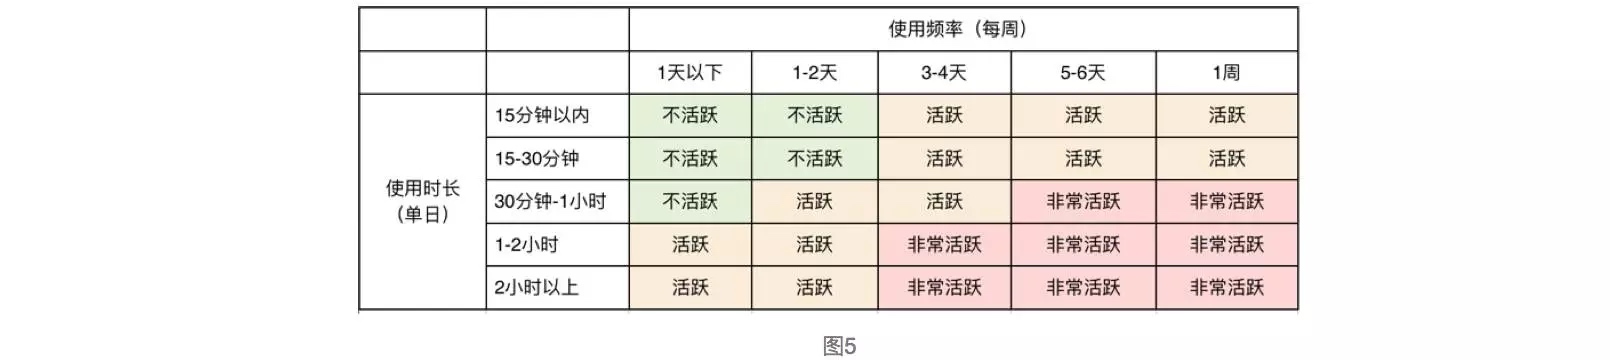 使用频率（每周）
1天以下 1-2天 3-4天 5-6天 1周
使用时长
（单日）
15分钟以内 不活跃 不活跃 活跃 活跃 活跃
15-30分钟 不活跃 不活跃 活跃 活跃 活跃
30分钟-1小时 不活跃 活跃 活跃 非常活跃 非常活跃
1-2小时 活跃 活跃 非常活跃 非常活跃 非常活跃
2小时以上 活跃 活跃 非常活跃 非常活跃 非常活跃
图5